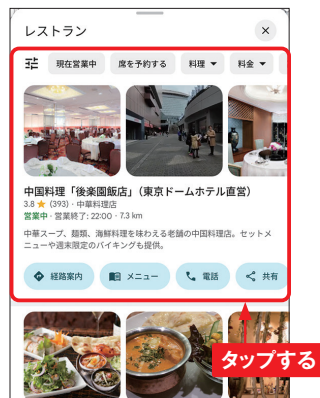 レストラン
現在営業中 席を予約する 料理 料金
中国料理「後楽園飯店」（東京ドームホテル直営）
3.8 (393)・中華料理店
営業中・営業終了: 22:00・7.3 km
中華スープ、麺類、海鮮料理を味わえる老舗の中国料理店。セットメ
ニューや週末限定のバイキングも提供。
経路案内 メニュー 電話 共有
タップする